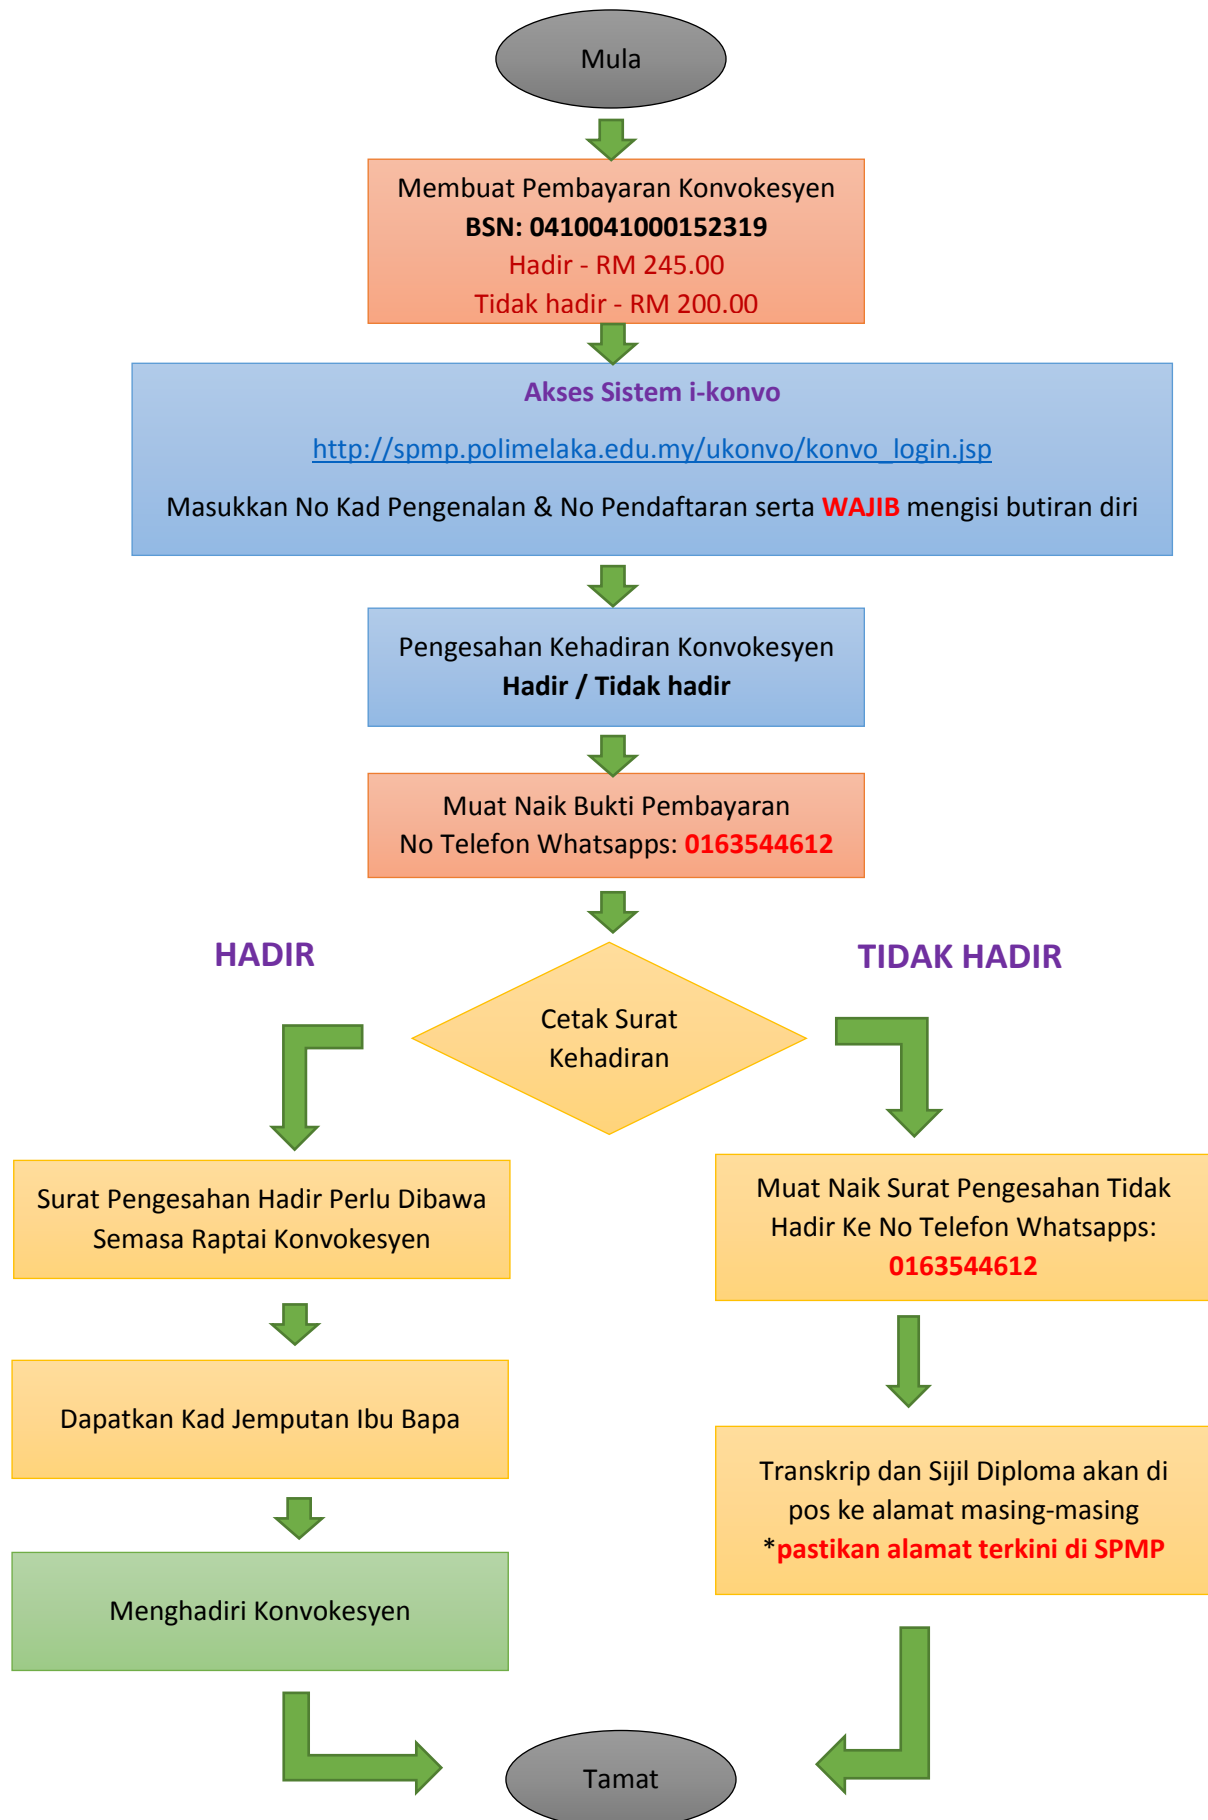 Mula
Membuat Pembayaran Konvokesyen
BSN: 0410041000152319
Hadir - RM 245.00
Tidak hadir - RM 200.00
Akses Sistem i-konvo
http://spmp.polimelaka.edu.my/ukonvo/konvo_login.jsp
Masukkan No Kad Pengenalan & No Pendaftaran serta WAJIB mengisi butiran diri
Pengesahan Kehadiran Konvokesyen
Hadir / Tidak hadir
Muat Naik Bukti Pembayaran
No Telefon Whatsapps: 0163544612
HADIR
TIDAK HADIR
Cetak Surat
Kehadiran
Surat Pengesahan Hadir Perlu Dibawa
Semasa Raptai Konvokesyen
Dapatkan Kad Jemputan Ibu Bapa
Menghadiri Konvokesyen
Muat Naik Surat Pengesahan Tidak
Hadir Ke No Telefon Whatsapps:
0163544612
Transkrip dan Sijil Diploma akan di
pos ke alamat masing-masing
*pastikan alamat terkini di SPMP
Tamat